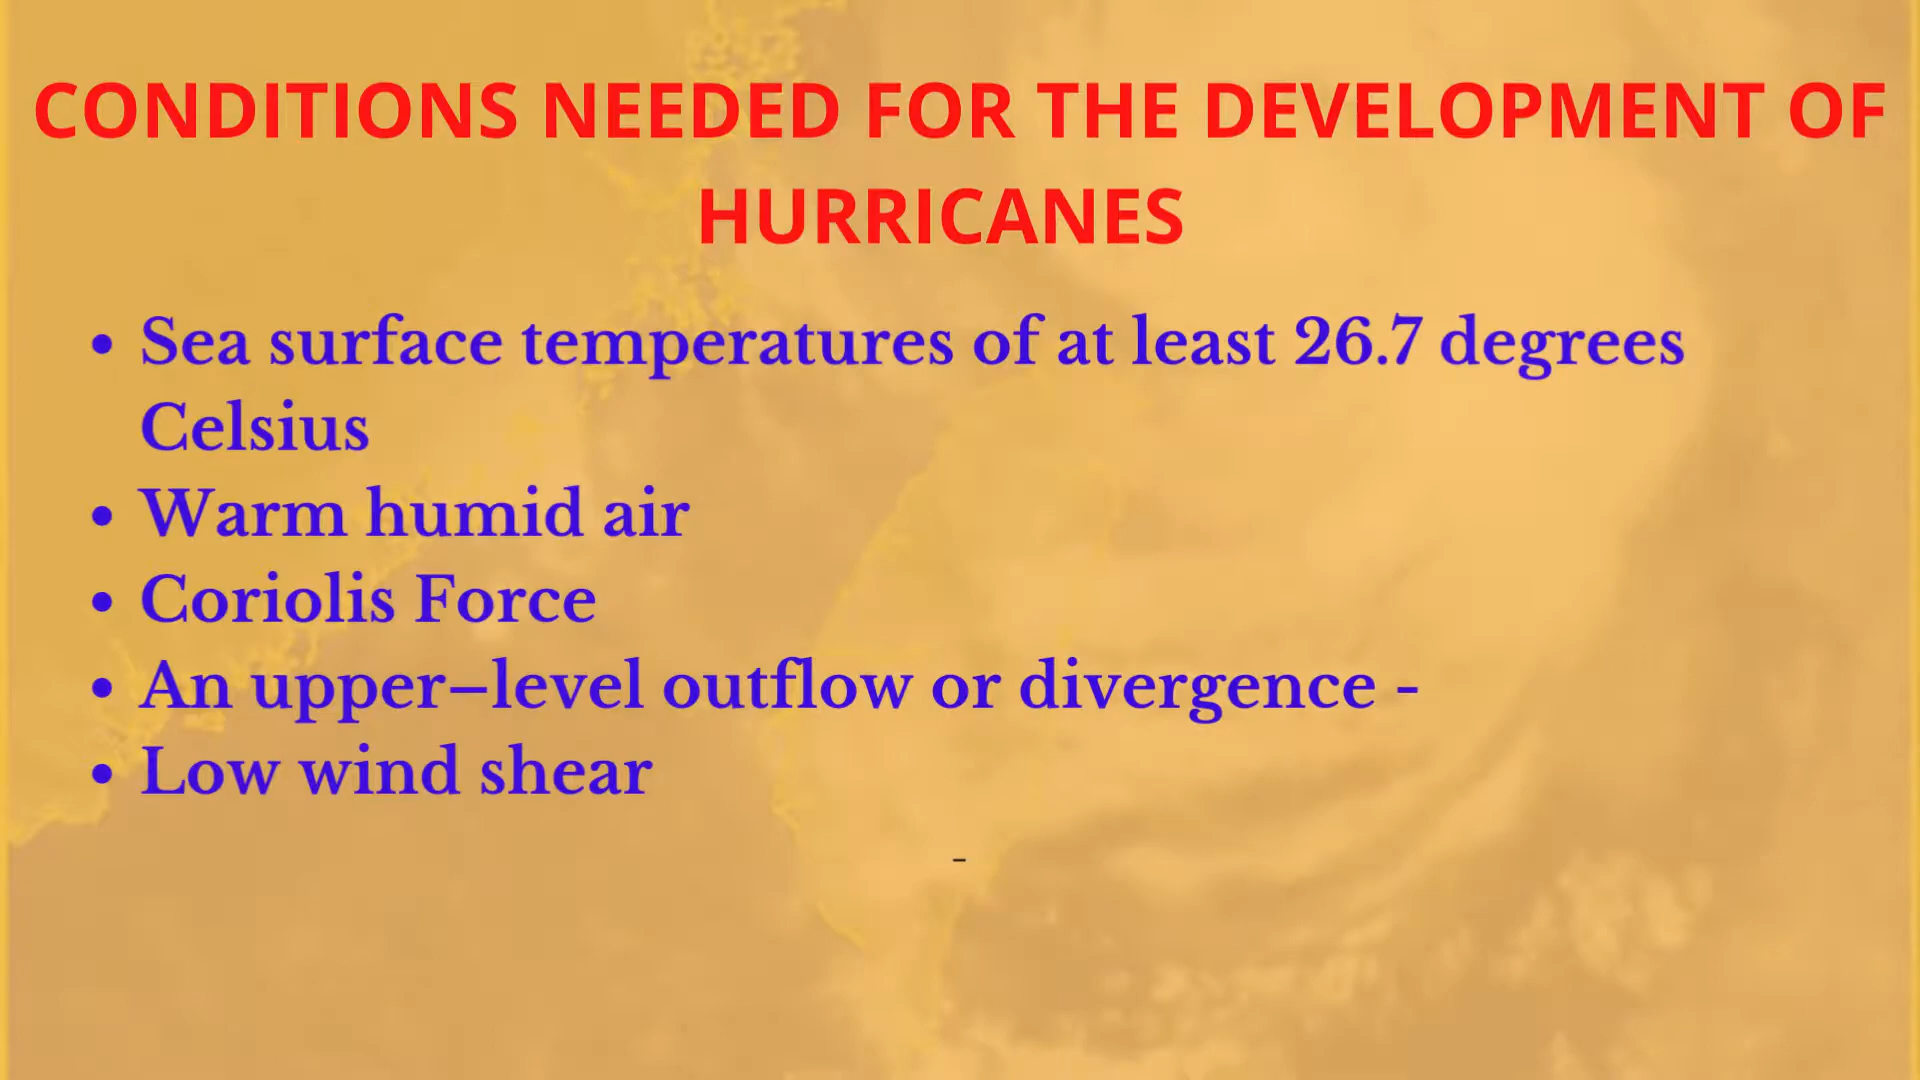 CONDITIONS NEEDED FOR THE DEVELOPMENT OF
HURRICANES
• Sea surface temperatures of at least 26.7 degrees
Celsius
• Warm humid air
• Coriolis Force
• An upper–level outflow or divergence -
• Low wind shear
-